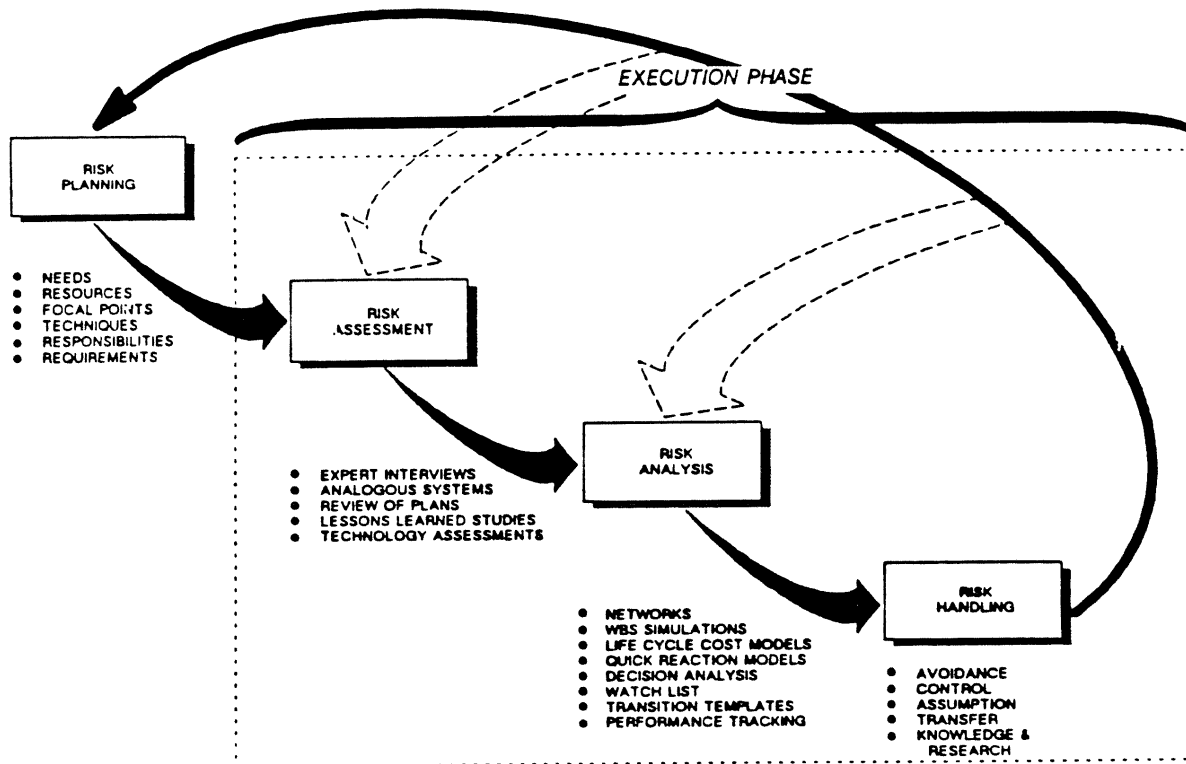 EXECUTION PHASE
RISK
PLANNING
● NEEDS
● RESOURCES
● FOCAL POINTS
● TECHNIQUES
● RESPONSIBILITIES
● REQUIREMENTS
RISK
ASSESSMENT
● EXPERT INTERVIEWS
● ANALOGOUS SYSTEMS
● REVIEW OF PLANS
● LESSONS LEARNED STUDIES
● TECHNOLOGY ASSESSMENTS
RISK
ANALYSIS
● NETWORKS
● WBS SIMULATIONS
● LIFE CYCLE COST MODELS
● QUICK REACTION MODELS
● DECISION ANALYSIS
● WATCH LIST
● TRANSITION TEMPLATES
● PERFORMANCE TRACKING
RISK
HANDLING
● AVOIDANCE
● CONTROL
● ASSUMPTION
● TRANSFER
● KNOWLEDGE &
RESEARCH